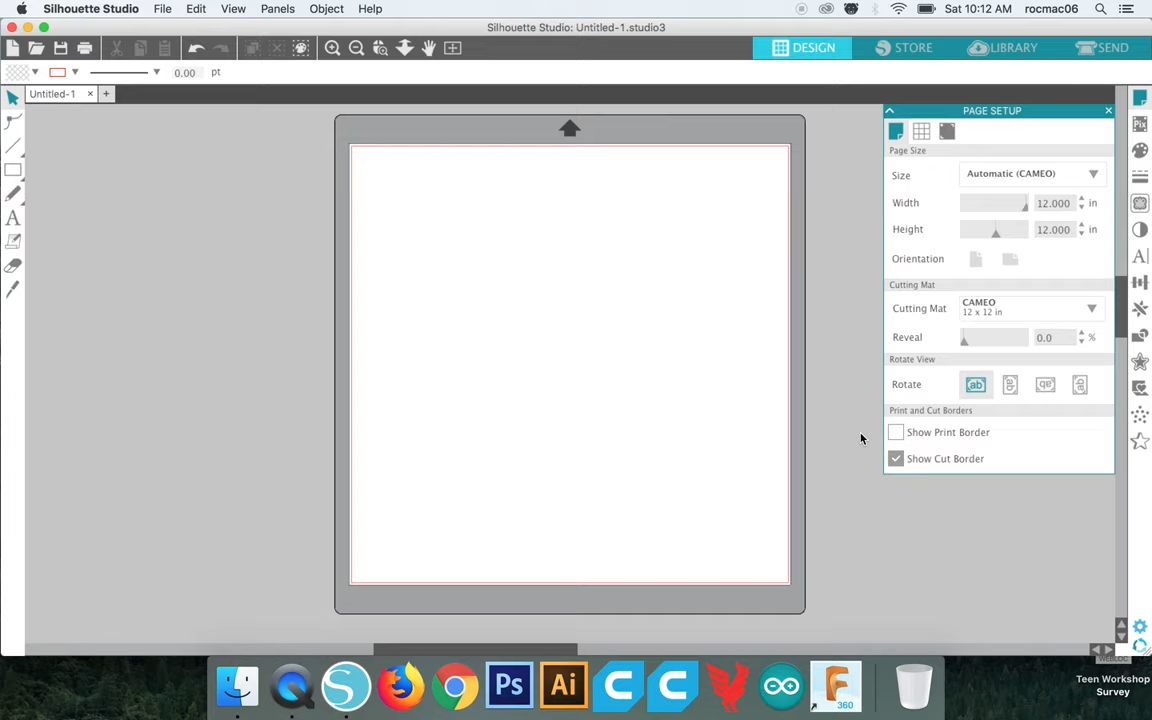 Silhouette Studio File Edit View Panels Object Help Sat 10:12 AM rocmac06
Silhouette Studio: Untitled-1.studio3
DESIGN STORE LIBRARY SEND
0.00 pt
Untitled-1 × +
PAGE SETUP
Page Size
Size Automatic (CAMEO)
Width 12.000 in
Height 12.000 in
Orientation
Cutting Mat
Cutting Mat CAMEO
12 x 12 in
Reveal 0.0 %
Rotate View
Rotate
Print and Cut Borders
Show Print Border
Show Cut Border
WEBLOC
Teen Workshop
Survey
Ps Ai
360